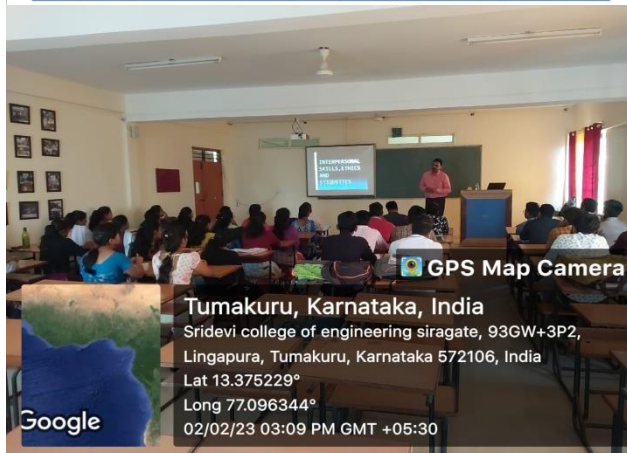 INTERPERSONAL
SKILLS,ETHICS
AND
ETIQUETTES
GPS Map Camera
Tumakuru, Karnataka, India
Sridevi college of engineering siragate, 93GW+3P2,
Lingapura, Tumakuru, Karnataka 572106, India
Lat 13.375229°
Long 77.096344°
02/02/23 03:09 PM GMT +05:30
Google